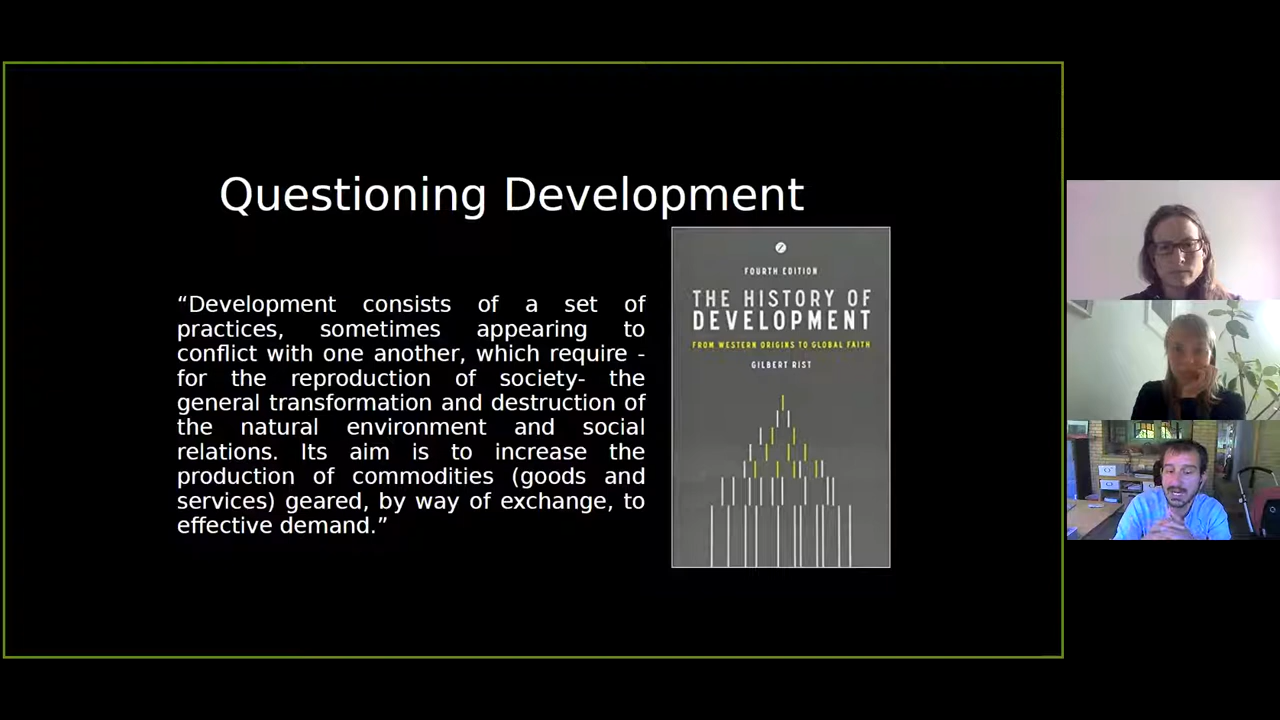 Questioning Development
“Development consists of a set of
practices, sometimes appearing to
conflict with one another, which require -
for the reproduction of society- the
general transformation and destruction of
the natural environment and social
relations. Its aim is to increase the
production of commodities (goods and
services) geared, by way of exchange, to
effective demand.”
FOURTH EDITION
THE HISTORY OF
DEVELOPMENT
FROM WESTERN ORIGINS TO GLOBAL FAITH
GILBERT RIST